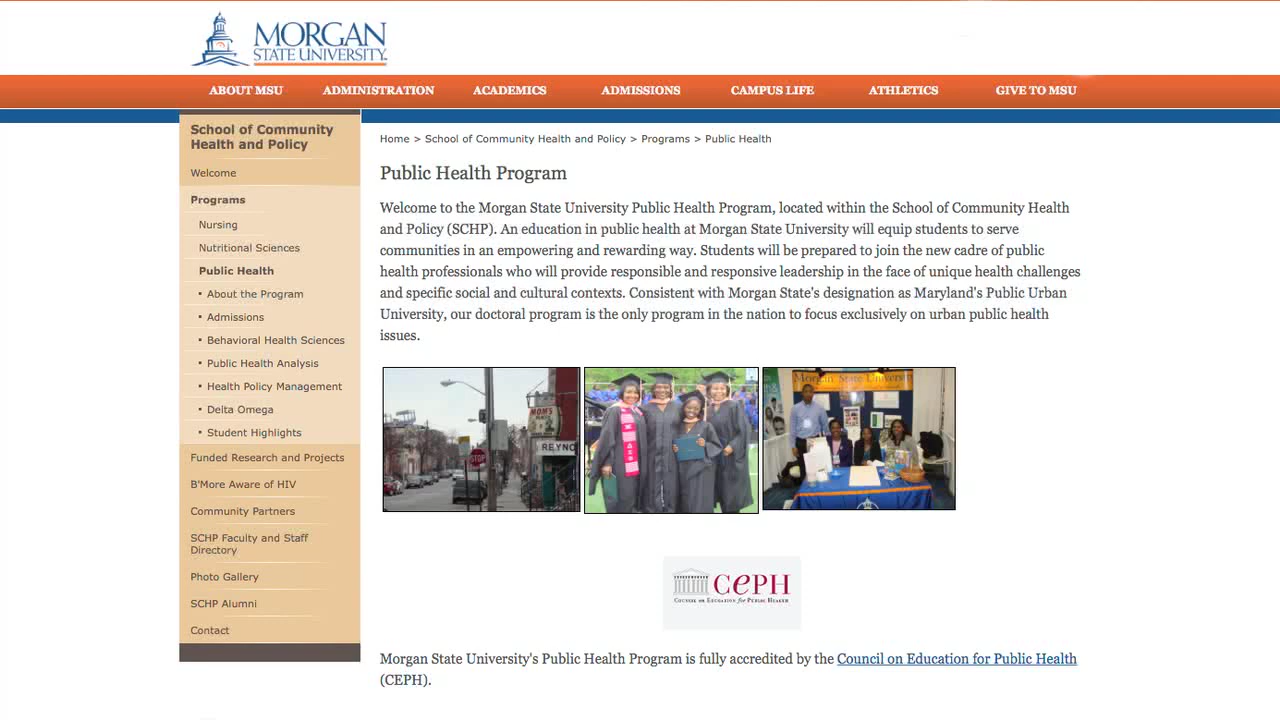 MORGAN
STATE UNIVERSITY
ABOUT MSU
ADMINISTRATION
ACADEMICS
ADMISSIONS
CAMPUS LIFE
ATHLETICS
GIVE TO MSU
School of Community
Health and Policy
Welcome
Programs
Nursing
Nutritional Sciences
Public Health
• About the Program
• Admissions
• Behavioral Health Sciences
• Public Health Analysis
• Health Policy Management
• Delta Omega
• Student Highlights
Funded Research and Projects
B'More Aware of HIV
Community Partners
SCHP Faculty and Staff
Directory
Photo Gallery
SCHP Alumni
Contact
Home > School of Community Health and Policy > Programs > Public Health
Public Health Program
Welcome to the Morgan State University Public Health Program, located within the School of Community Health
and Policy (SCHP). An education in public health at Morgan State University will equip students to serve
communities in an empowering and rewarding way. Students will be prepared to join the new cadre of public
health professionals who will provide responsible and responsive leadership in the face of unique health challenges
and specific social and cultural contexts. Consistent with Morgan State's designation as Maryland's Public Urban
University, our doctoral program is the only program in the nation to focus exclusively on urban public health
issues.
STOP
MOM'S
REYNO
Morgan State University
CePH
COUNCIL ON EDUCATION for PUBLIC HEALTH
Morgan State University's Public Health Program is fully accredited by the Council on Education for Public Health
(CEPH).